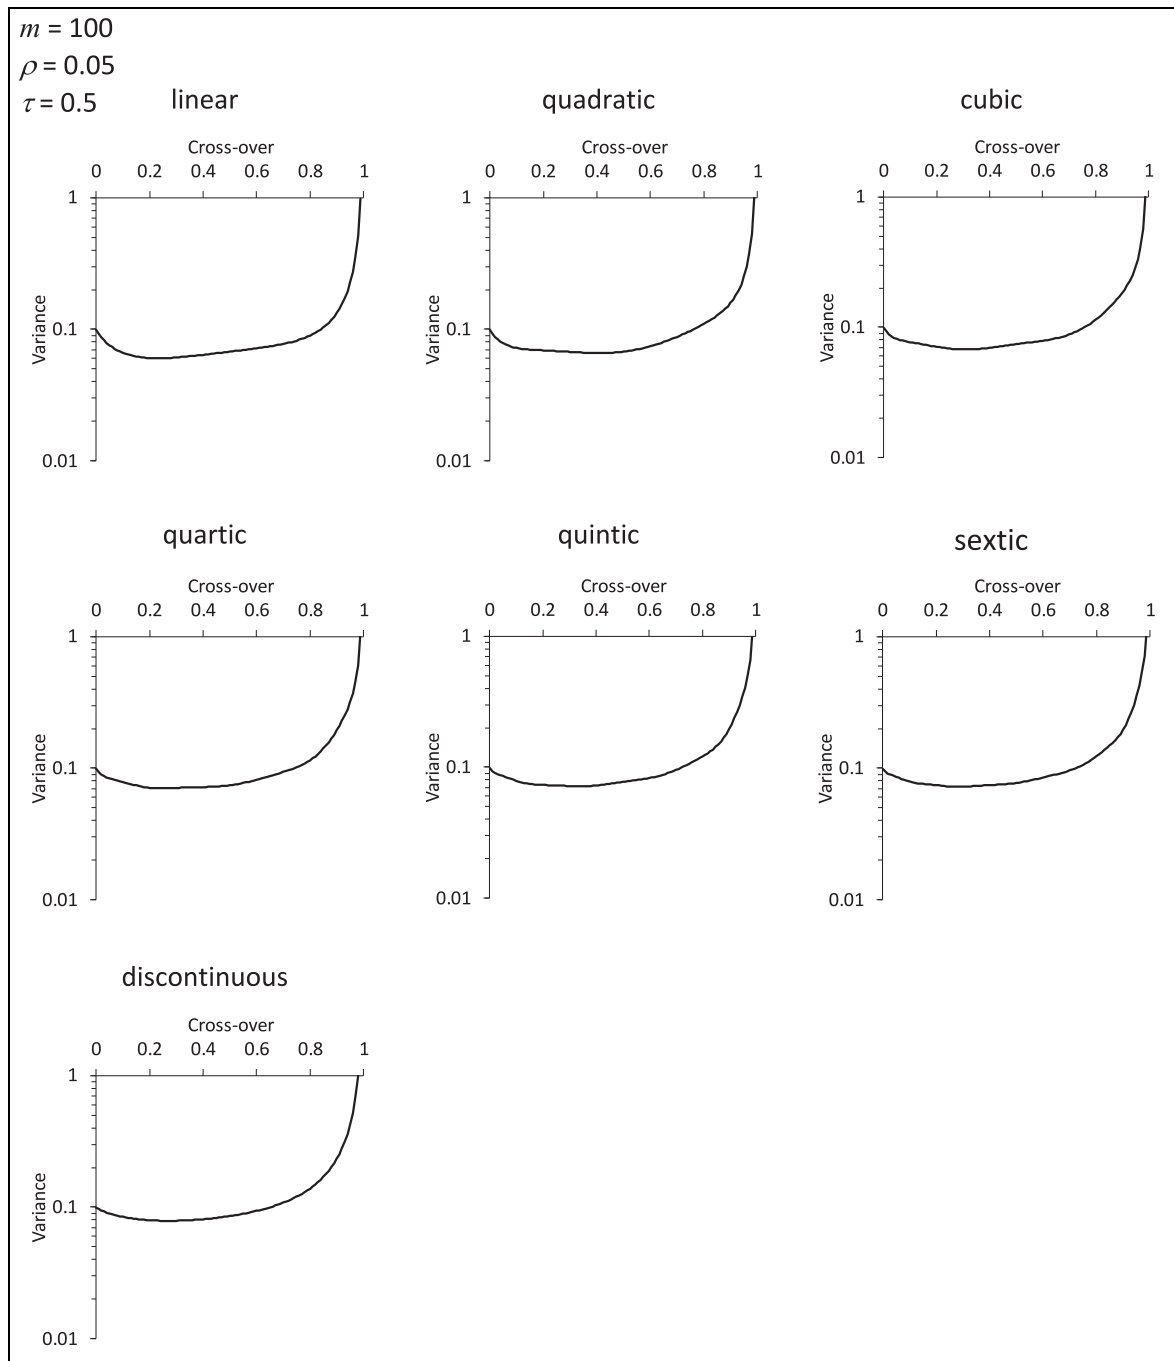 m = 100
ρ = 0.05
τ = 0.5
linear
quadratic
cubic
Cross-over
Cross-over
Cross-over
0 0.2 0.4 0.6 0.8 1
0 0.2 0.4 0.6 0.8 1
0 0.2 0.4 0.6 0.8 1
1
0.1
0.01
Variance
1
0.1
0.01
Variance
1
0.1
0.01
Variance
quartic
quintic
sextic
Cross-over
Cross-over
Cross-over
0 0.2 0.4 0.6 0.8 1
0 0.2 0.4 0.6 0.8 1
0 0.2 0.4 0.6 0.8 1
1
0.1
0.01
Variance
1
0.1
0.01
Variance
1
0.1
0.01
Variance
discontinuous
Cross-over
0 0.2 0.4 0.6 0.8 1
1
0.1
0.01
Variance